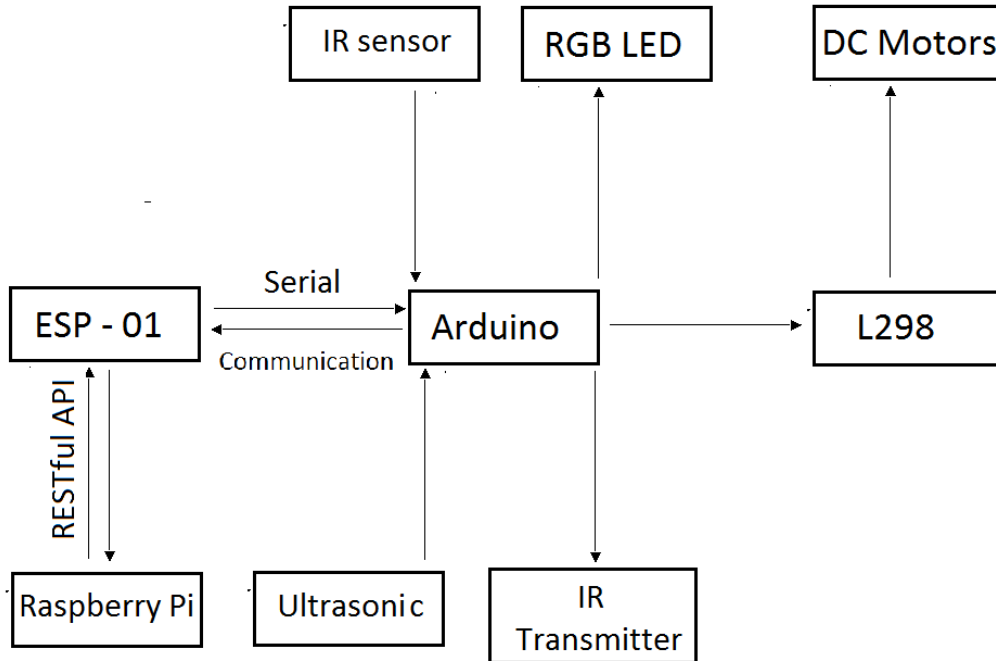 IR sensor
RGB LED
DC Motors
Serial
ESP - 01
Arduino
L298
Communication
RESTful API
Raspberry Pi
Ultrasonic
IR
Transmitter